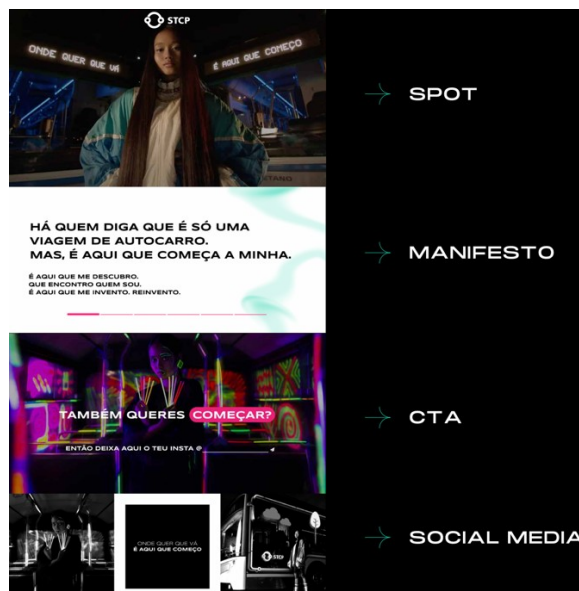 STCP
ONDE QUER QUE VÁ
É AQUI QUE COMEÇO
SPOT
HÁ QUEM DIGA QUE É SÓ UMA
VIAGEM DE AUTOCARRO.
MAS, É AQUI QUE COMEÇA A MINHA.
É AQUI QUE ME DESCUBRO.
QUE ENCONTRO QUEM SOU.
É AQUI QUE ME INVENTO. REINVENTO.
MANIFESTO
TAMBÉM QUERES COMEÇAR?
ENTÃO DEIXA AQUI O TEU INSTA @
CTA
ONDE QUER QUE VÁ
É AQUI QUE COMEÇO
STCP
SOCIAL MEDIA